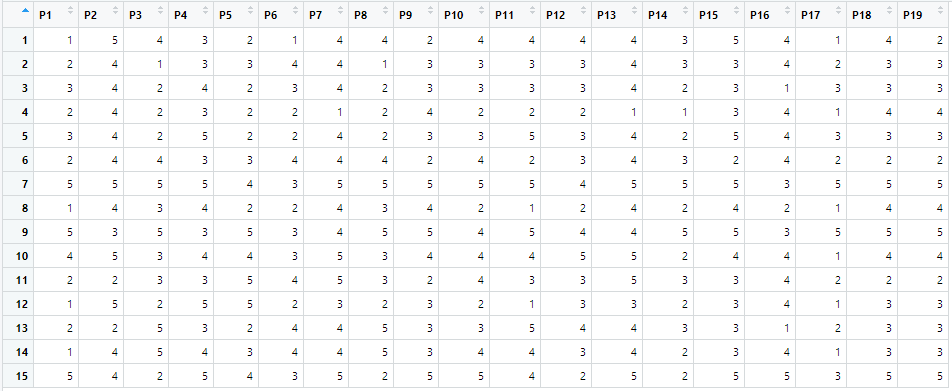 P1 P2 P3 P4 P5 P6 P7 P8 P9 P10 P11 P12 P13 P14 P15 P16 P17 P18 P19
1 1 5 4 3 2 1 4 4 2 4 4 4 4 3 5 4 1 4 2
2 2 4 1 3 3 4 4 1 3 3 3 3 4 3 3 4 2 3 3
3 3 4 2 4 2 3 4 2 3 3 3 3 4 2 3 1 3 3 3
4 2 4 2 3 2 2 1 2 4 2 2 2 1 1 3 4 1 4 4
5 3 4 2 5 2 2 4 2 3 3 5 3 4 2 5 4 3 3 3
6 2 4 4 3 3 4 4 4 2 4 2 3 4 3 2 4 2 2 2
7 5 5 5 5 4 3 5 5 5 5 5 4 5 5 5 3 5 5 5
8 1 4 3 4 2 2 4 3 4 2 1 2 4 2 4 2 1 4 4
9 5 3 5 3 5 3 4 5 5 4 5 4 4 5 5 3 5 5 5
10 4 5 3 4 4 3 5 3 4 4 4 5 5 2 4 4 1 4 4
11 2 2 3 3 5 4 5 3 2 4 3 3 5 3 3 4 2 2 2
12 1 5 2 5 5 2 3 2 3 2 1 3 3 2 3 4 1 3 3
13 2 2 5 3 2 4 4 5 3 3 5 4 4 3 3 1 2 3 3
14 1 4 5 4 3 4 4 5 3 4 4 3 4 2 3 4 1 3 3
15 5 4 2 5 4 3 5 2 5 5 4 2 5 2 5 5 3 5 5